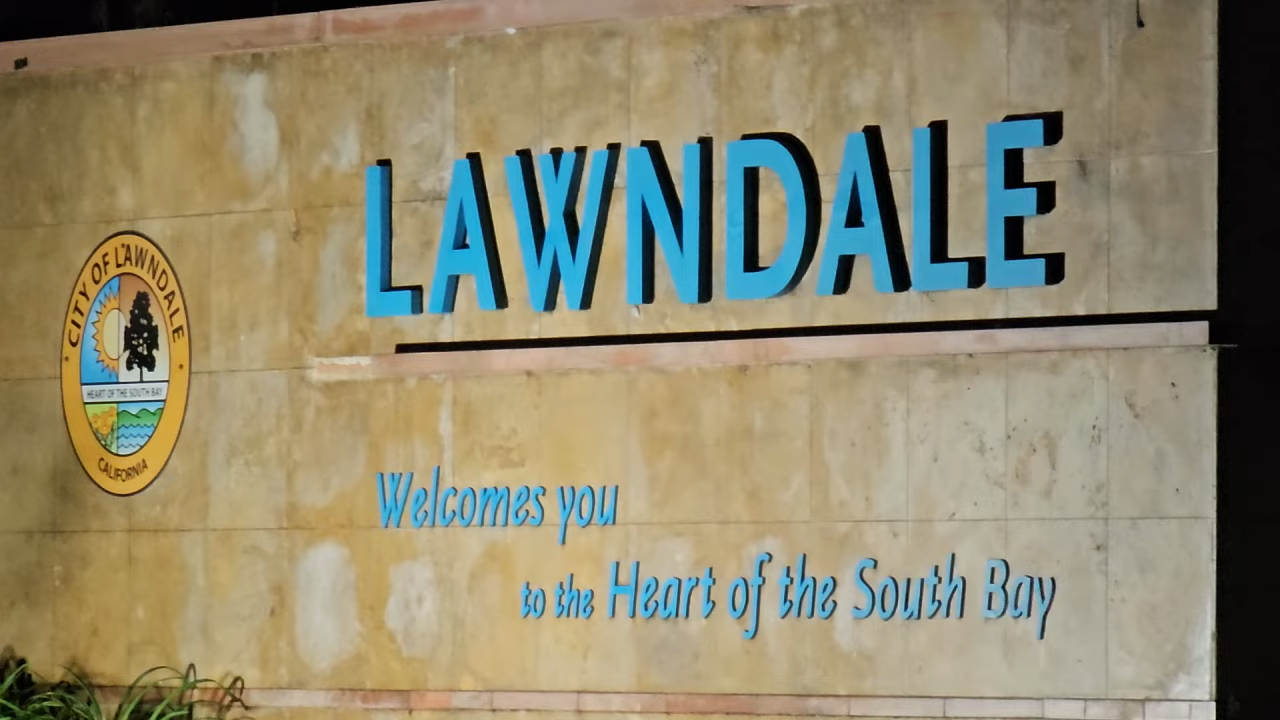 CITY OF LAWNDALE
HEART OF THE SOUTH BAY
CALIFORNIA
LAWNDALE
Welcomes you
to the Heart of the South Bay